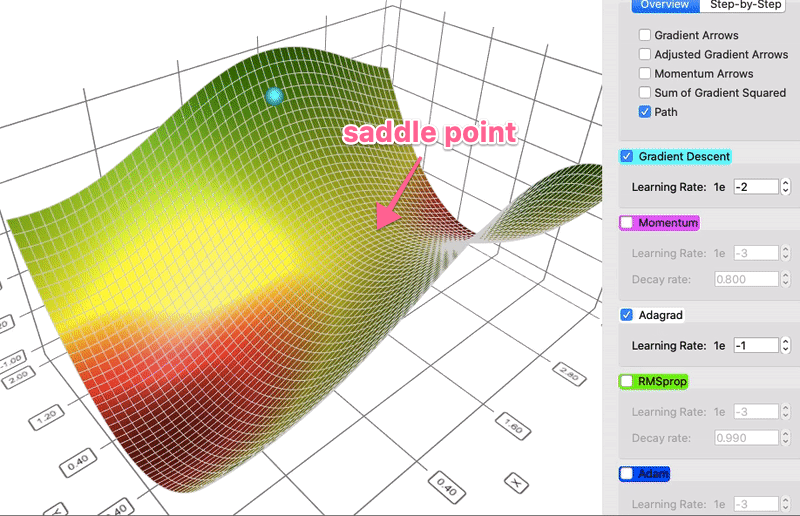 Overview Step-by-Step
Gradient Arrows
Adjusted Gradient Arrows
Momentum Arrows
Sum of Gradient Squared
Path
saddle point
Gradient Descent
Learning Rate: 1e -2
Momentum
Learning Rate: 1e -3
Decay rate: 0.800
Adagrad
Learning Rate: 1e -1
RMSprop
Learning Rate: 1e -3
Decay rate: 0.990
Adam
Learning Rate: 1e -3
-1.00
2.00
1.20
0.40
2.80
1.60
0.40
X